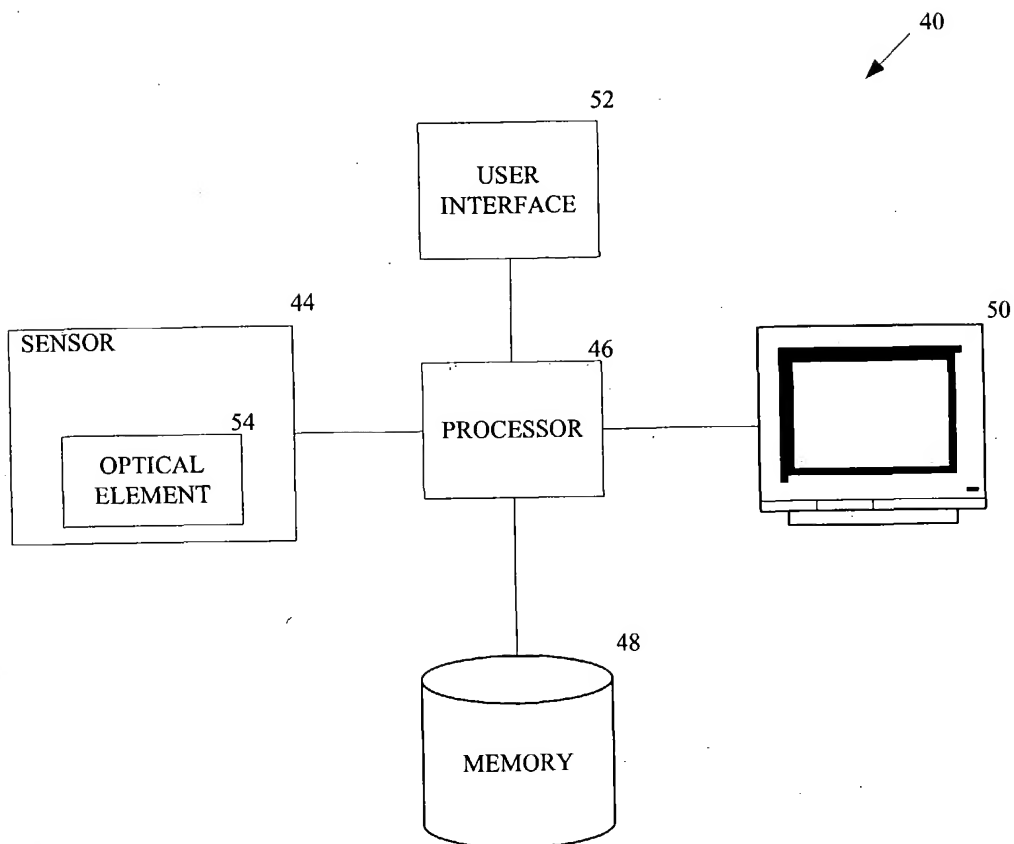 40
52
USER
INTERFACE
44
SENSOR
54
OPTICAL
ELEMENT
46
PROCESSOR
50
48
MEMORY